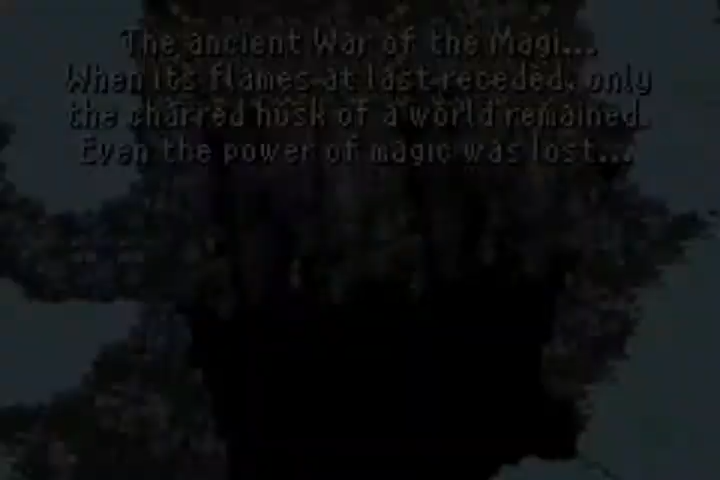 The ancient War of the Magi...
When its flames at last receded, only
the charred husk of a world remained.
Even the power of magic was lost...